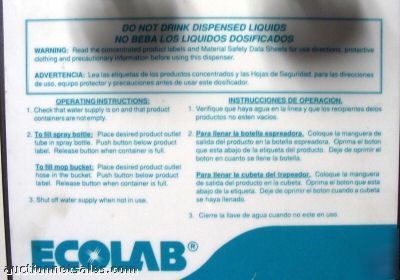 DO NOT DRINK DISPENSED LIQUIDS
NO BEBA LOS LIQUIDOS DOSIFICADOS
WARNING: Read the concentrated product labels and Material Safety Data Sheets for use directions, protective
clothing and precautionary information before using this dispenser.
ADVERTENCIA: Lea las etiquetas de los productos concentrados y las Hojas de Seguridad, para las direcciones
de uso, equipo protector y precauciones antes de usar este dosificador.
OPERATING INSTRUCTIONS:
1. Check that water supply is on and that product
containers are not empty.
2. To fill spray bottle: Place desired product outlet
tube in spray bottle. Push button below product
label. Release button when container is full.
To fill mop bucket: Place desired product outlet
hose in the bucket. Push button below product
label. Release button when container is full.
3. Shut off water supply when not in use.
INSTRUCCIONES DE OPERACION.
1. Verifique que haya agua en la linea y que los recipientes delos
productos no esten vacios.
2. Para llenar la botella espreadora. Coloque la manguera
de salida del producto en la botella espreadora. Oprima el boton
que esta abajo de la etiqueta del producto. Deje de oprimir el
boton en cuanto se llene la botella.
Para llenar la cubeta del trapeador. Coloque la manguera
de salida del producto en la cubeta. Oprima el boton que esta
abajo de la etiqueta. Deje de oprimir el boton cuando la cubeta
se haya llenado.
3. Cierre la llave de agua cuando no este en uso.
ECOLAB®